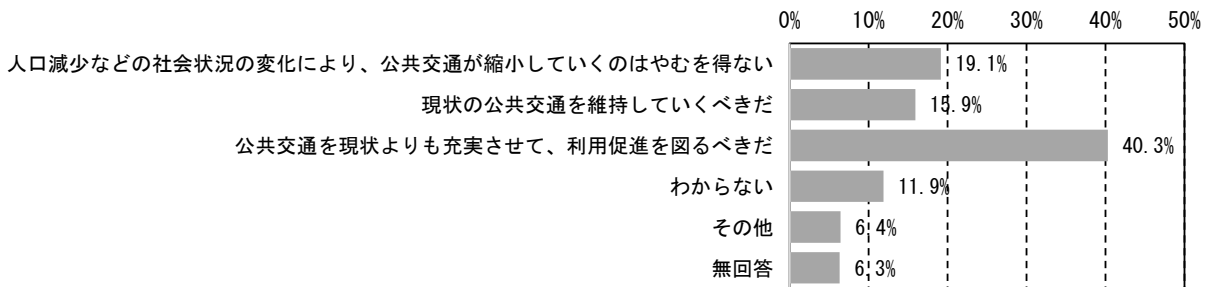 0% 10% 20% 30% 40% 50%
人口減少などの社会状況の変化により、公共交通が縮小していくのはやむを得ない 19.1%
現状の公共交通を維持していくべきだ 15.9%
公共交通を現状よりも充実させて、利用促進を図るべきだ 40.3%
わからない 11.9%
その他 6.4%
無回答 6.3%